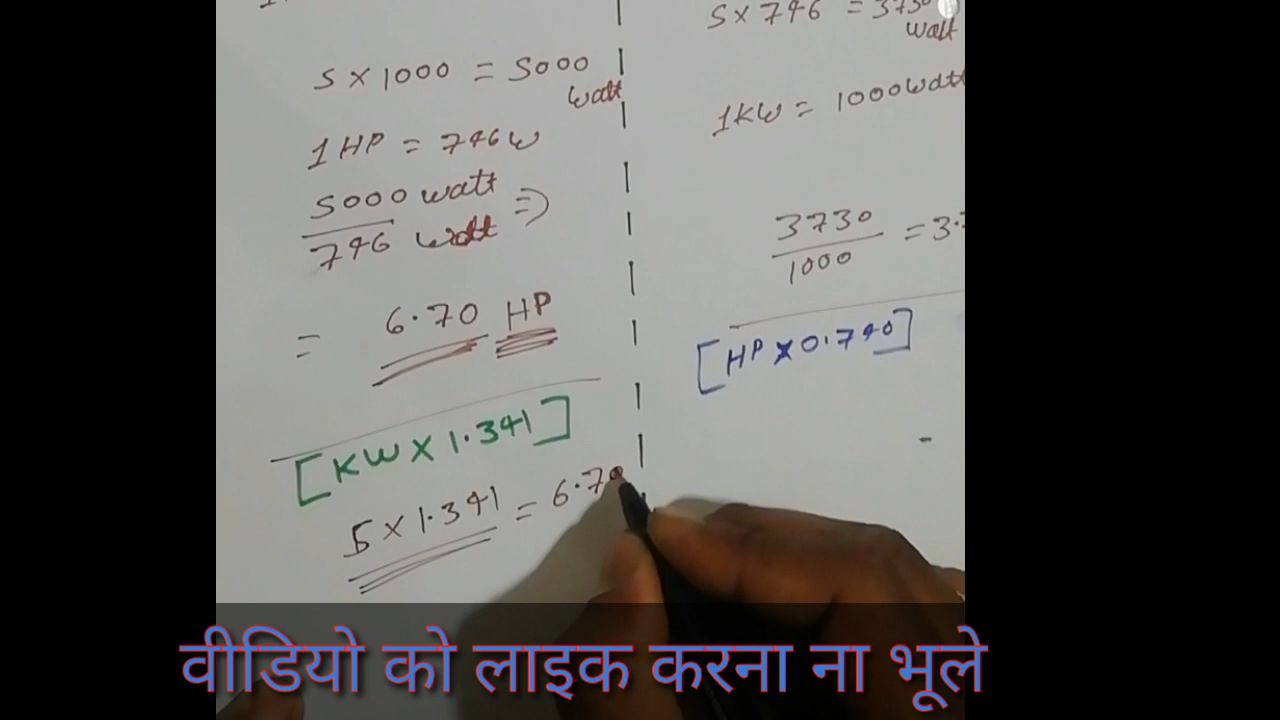 5 × 1000 = 5000
watt
1 HP = 746 W
5000 watt
746 watt ⇒
= 6.70 HP
[KW × 1.341]
5 × 1.341 = 6.70
5 × 746 = 3730
watt
1 KW = 1000 watt
3730
1000 = 3.
[HP × 0.740]
वीडियो को लाइक करना ना भूले